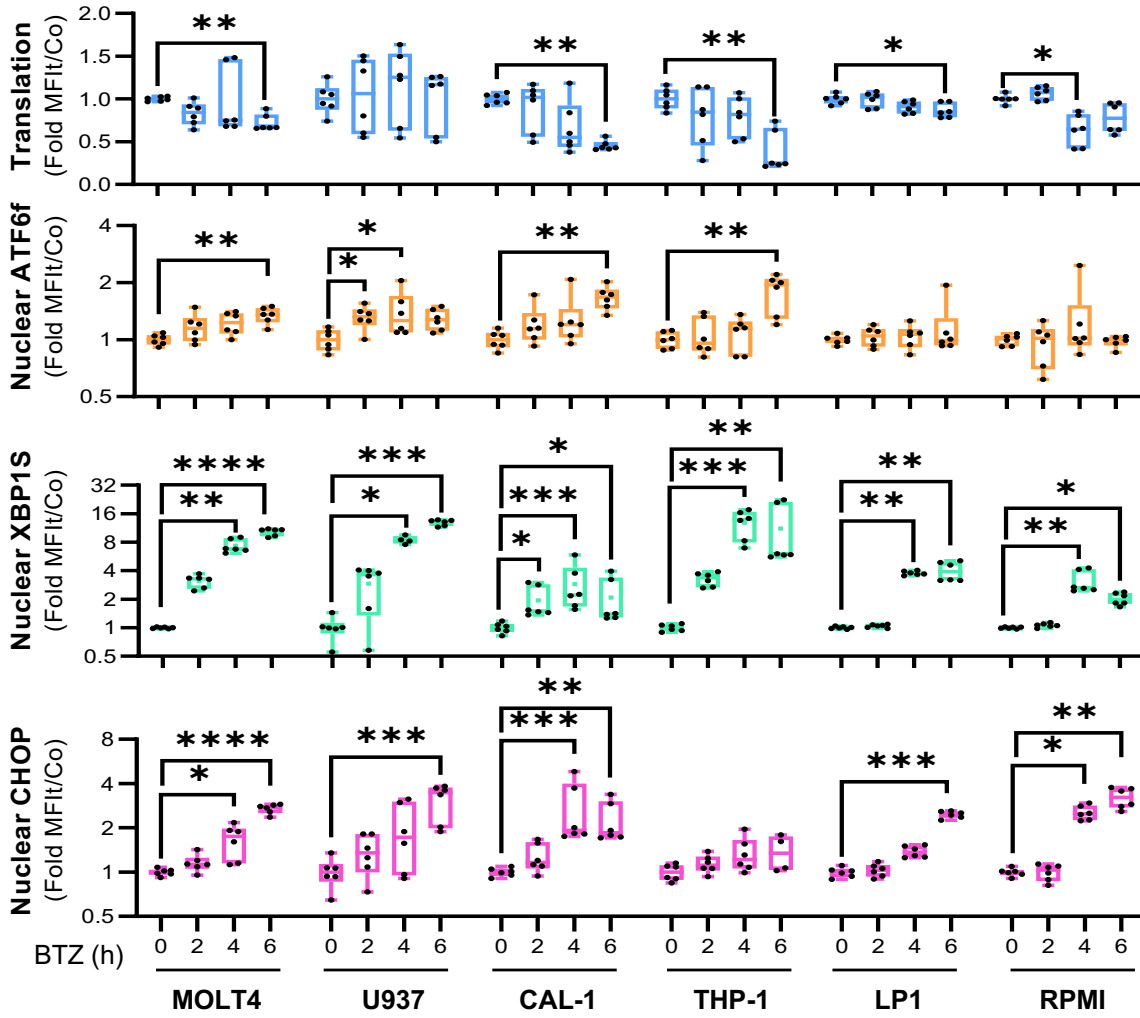 Translation
(Fold MFIt/Co)
2.0
1.5
1.0
0.5
0.0
** ** ** * *
Nuclear ATF6f
(Fold MFIt/Co)
4
2
1
0.5
** * * ** **
Nuclear XBP1S
(Fold MFIt/Co)
32
16
8
4
2
1
0.5
**** ** *** * * *** * ** *** ** ** * **
Nuclear CHOP
(Fold MFIt/Co)
8
4
2
1
0.5
**** * *** ** *** *** ** *
BTZ (h)
0 2 4 6 0 2 4 6 0 2 4 6 0 2 4 6 0 2 4 6 0 2 4 6
MOLT4 U937 CAL-1 THP-1 LP1 RPMI